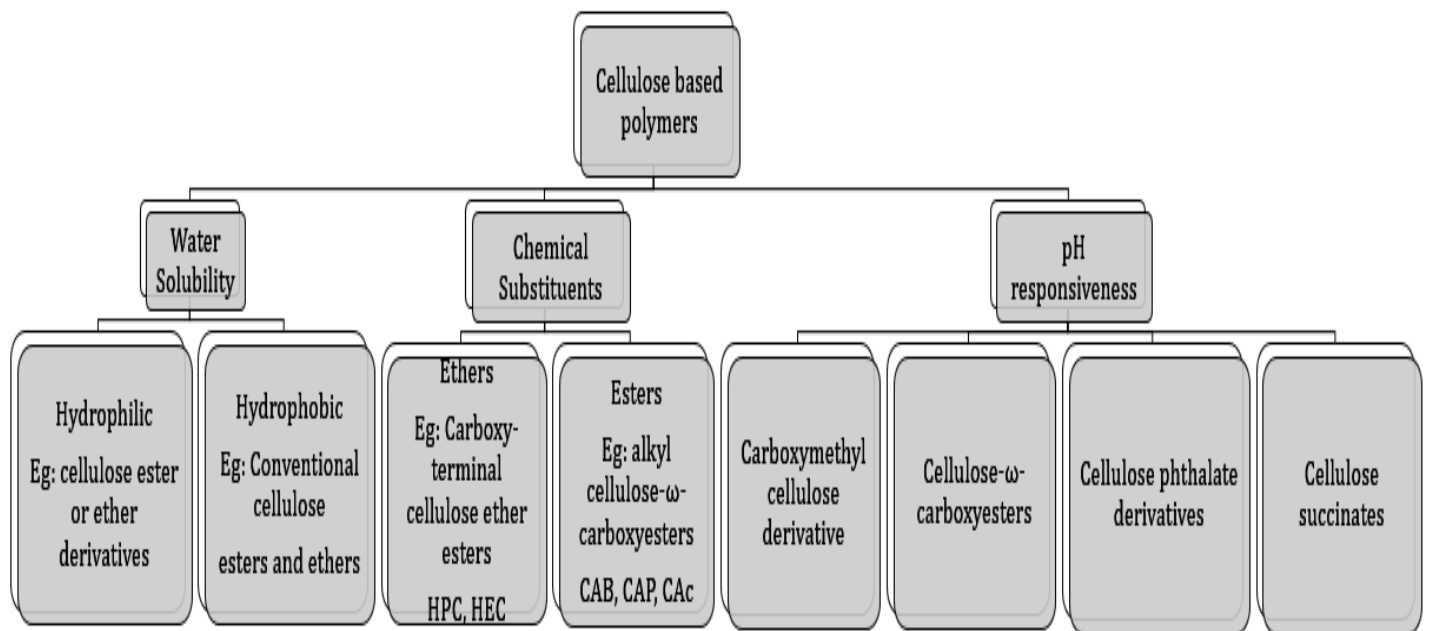 Cellulose based
polymers
Water
Solubility
Chemical
Substituents
pH
responsiveness
Hydrophilic
Eg: cellulose ester
or ether
derivatives
Hydrophobic
Eg: Conventional
cellulose
esters and ethers
Ethers
Eg: Carboxy-
terminal
cellulose ether
esters
HPC, HEC
Esters
Eg: alkyl
cellulose-ω-
carboxyesters
CAB, CAP, CAc
Carboxymethyl
cellulose
derivative
Cellulose-ω-
carboxyesters
Cellulose phthalate
derivatives
Cellulose
succinates